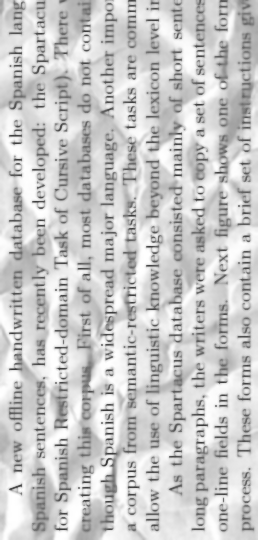 A new offline handwritten database for the Spanish lang
Spanish sentences, has recently been developed: the Spartacu
for Spanish Restricted-domain Task of Cursive Script). There
creating this corpus. First of all, most databases do not contai
though Spanish is a widespread major language. Another impor
a corpus from semantic-restricted tasks. These tasks are comm
allow the use of linguistic knowledge beyond the lexicon level in
As the Spartacus database consisted mainly of short sente
long paragraphs, the writers were asked to copy a set of sentences
one-line fields in the forms. Next figure shows one of the form
process. These forms also contain a brief set of instructions giv